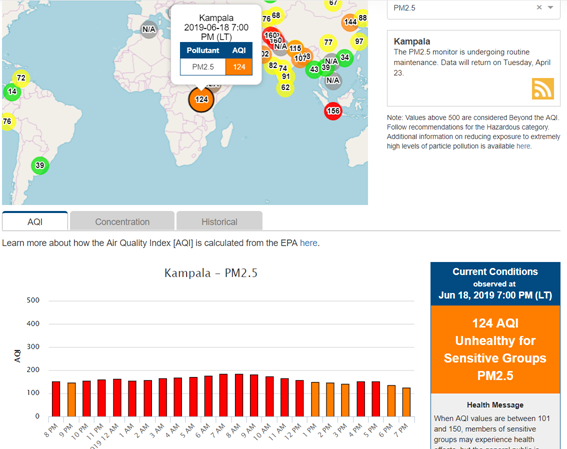 67
76 68
144 88
N/A
Kampala
2019-06-18 7:00
PM (LT)
Pollutant AQI
PM2.5 124
160
160
N/A 115
107
77 97
N/A 34
82 74
43 39
91
N/A
62
72
14
124
156
76
39
PM2.5
Kampala
The PM2.5 monitor is undergoing routine
maintenance. Data will return on Tuesday, April
23.
Note: Values above 500 are considered Beyond the AQI.
Follow recommendations for the Hazardous category.
Additional information on reducing exposure to extremely
high levels of particle pollution is available here.
AQI Concentration Historical
Learn more about how the Air Quality Index [AQI] is calculated from the EPA here.
Kampala - PM2.5
AQI
500
400
300
200
100
0
8 PM 9 PM 10 PM 11 PM 1 AM 2 AM 3 AM 4 AM 5 AM 6 AM 7 AM 8 AM 9 AM 10 AM 11 AM 12 PM 1 PM 2 PM 3 PM 4 PM 5 PM 6 PM 7 PM
Current Conditions
observed at
Jun 18, 2019 7:00 PM (LT)
124 AQI
Unhealthy for
Sensitive Groups
PM2.5
Health Message
When AQI values are between 101
and 150, members of sensitive
groups may experience health